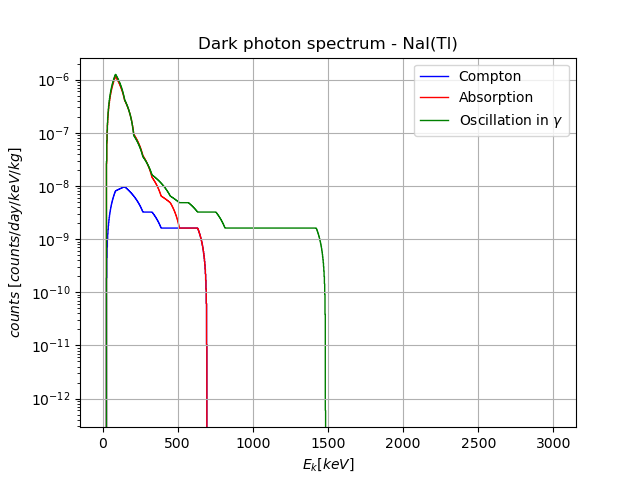 Dark photon spectrum - NaI(Tl)
Compton
Absorption
Oscillation in γ
counts [counts/day/keV/kg]
10⁻⁶
10⁻⁷
10⁻⁸
10⁻⁹
10⁻¹⁰
10⁻¹¹
10⁻¹²
0 500 1000 1500 2000 2500 3000
Eₖ[keV]